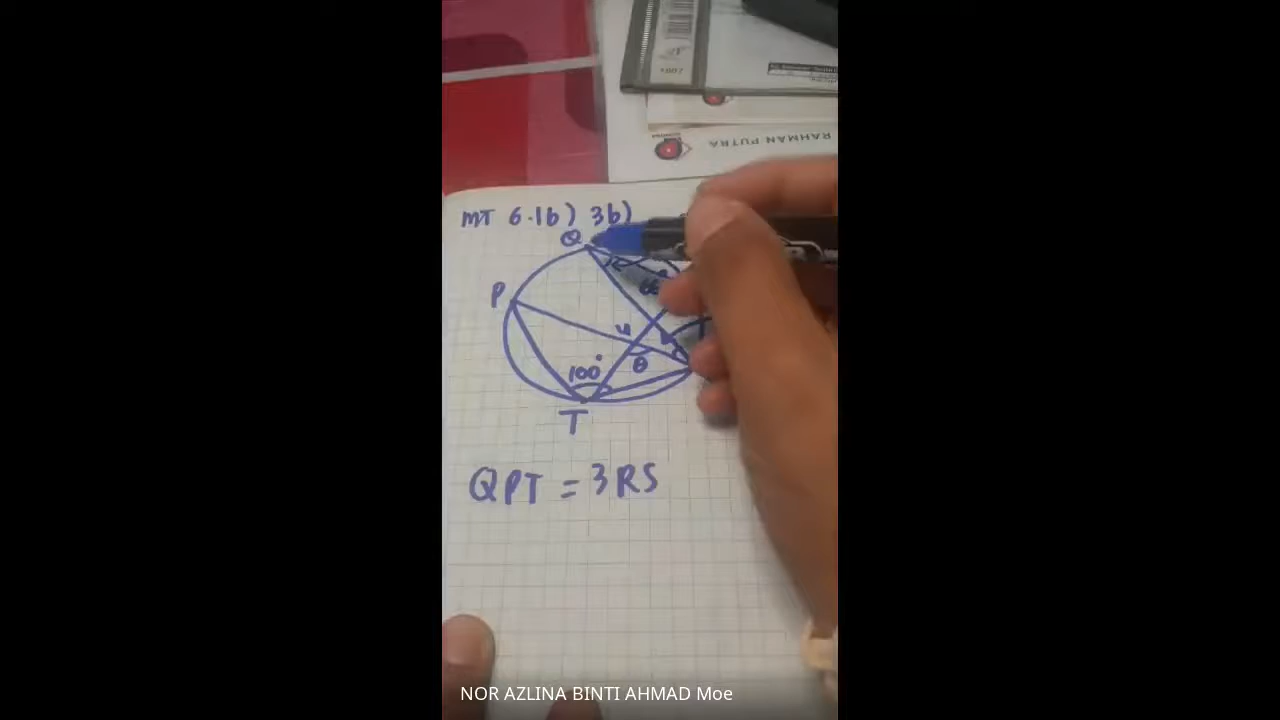 RAHMAN PUTRA
MT 6.1b) 3b)
Q
P
U
100°
θ
T
QPT = 3RS
NOR AZLINA BINTI AHMAD Moe